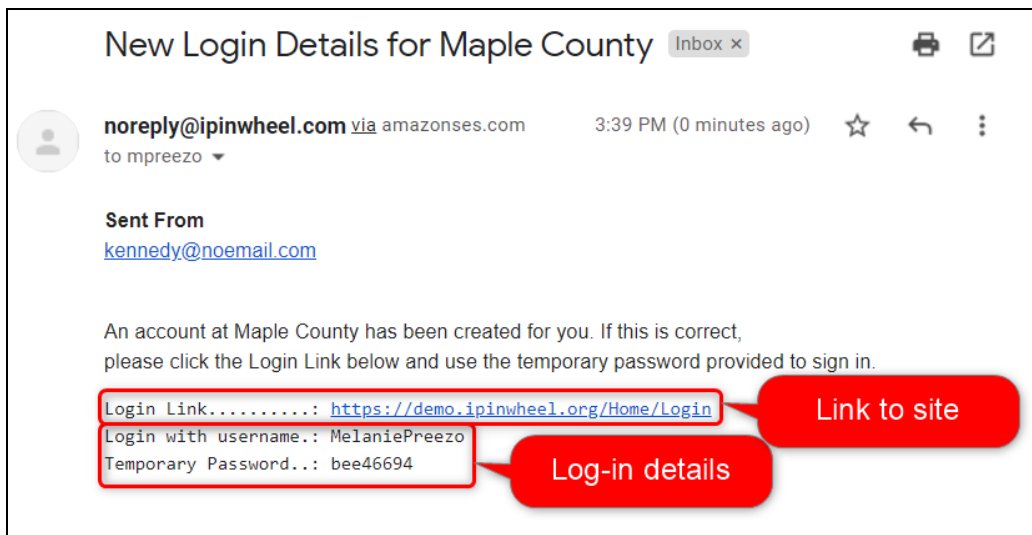 New Login Details for Maple County Inbox ×
noreply@ipinwheel.com via amazonses.com 3:39 PM (0 minutes ago)
to mpreezo
Sent From
kennedy@noemail.com
An account at Maple County has been created for you. If this is correct,
please click the Login Link below and use the temporary password provided to sign in.
Login Link..........: https://demo.ipinwheel.org/Home/Login
Link to site
Login with username.: MelaniePreezo
Temporary Password..: bee46694
Log-in details